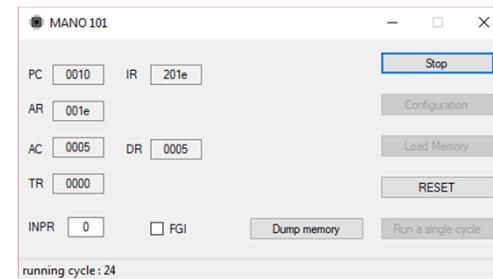 MANO 101
Stop
PC 0010 IR 201e
AR 001e
Configuration
AC 0005 DR 0005
Load Memory
TR 0000
RESET
INPR 0 FGI Dump memory Run a single cycle
running cycle : 24